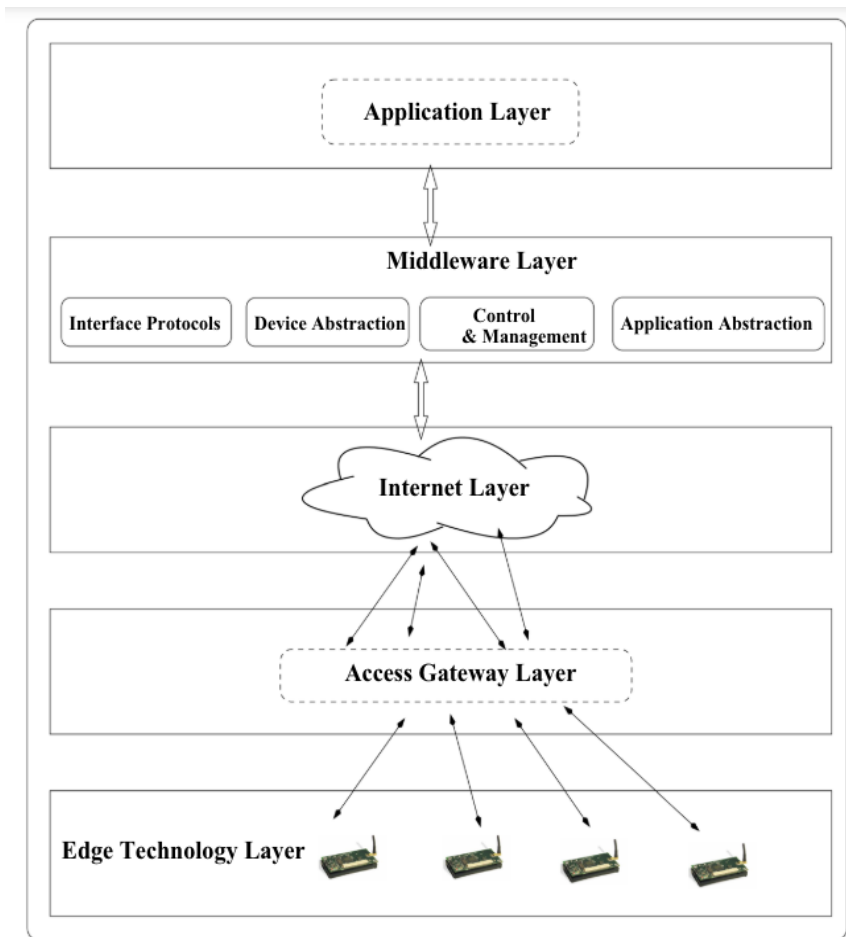 Application Layer
Middleware Layer
Interface Protocols
Device Abstraction
Control
& Management
Application Abstraction
Internet Layer
Access Gateway Layer
Edge Technology Layer